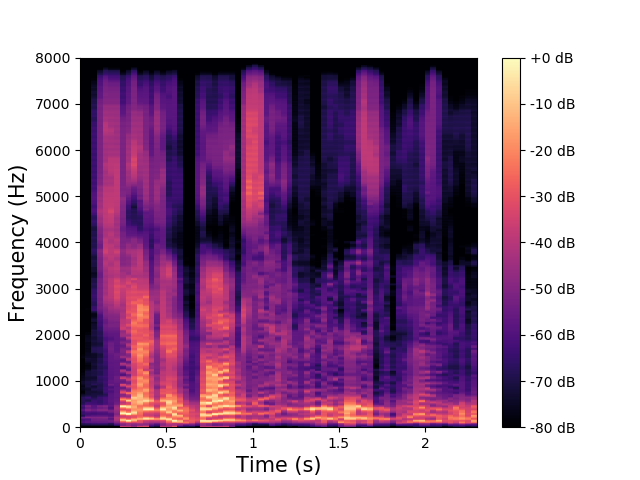 8000
7000
6000
5000
4000
3000
2000
1000
0
Frequency (Hz)
0
0.5
1
1.5
2
Time (s)
+0 dB
-10 dB
-20 dB
-30 dB
-40 dB
-50 dB
-60 dB
-70 dB
-80 dB